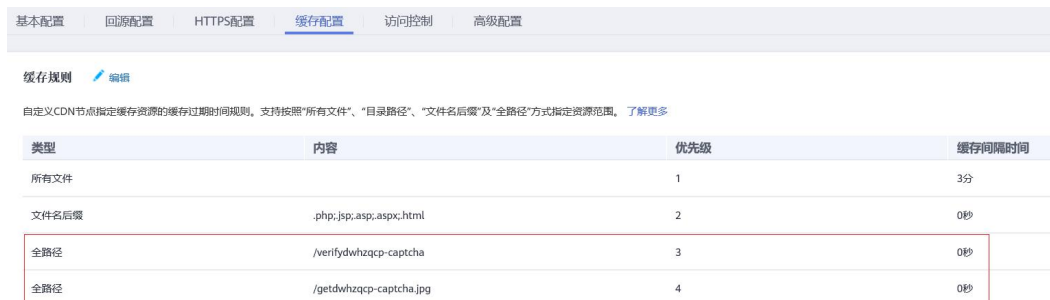 基本配置 回源配置 HTTPS配置 缓存配置 访问控制 高级配置
缓存规则 编辑
自定义CDN节点指定缓存资源的缓存过期时间规则。支持按照“所有文件”、“目录路径”、“文件名后缀”及“全路径”方式指定资源范围。 了解更多
类型 内容 优先级 缓存间隔时间
所有文件 1 3分
文件名后缀 .php;.jsp;.asp;.aspx;.html 2 0秒
全路径 /verifydwhzqcp-captcha 3 0秒
全路径 /getdwhzqcp-captcha.jpg 4 0秒